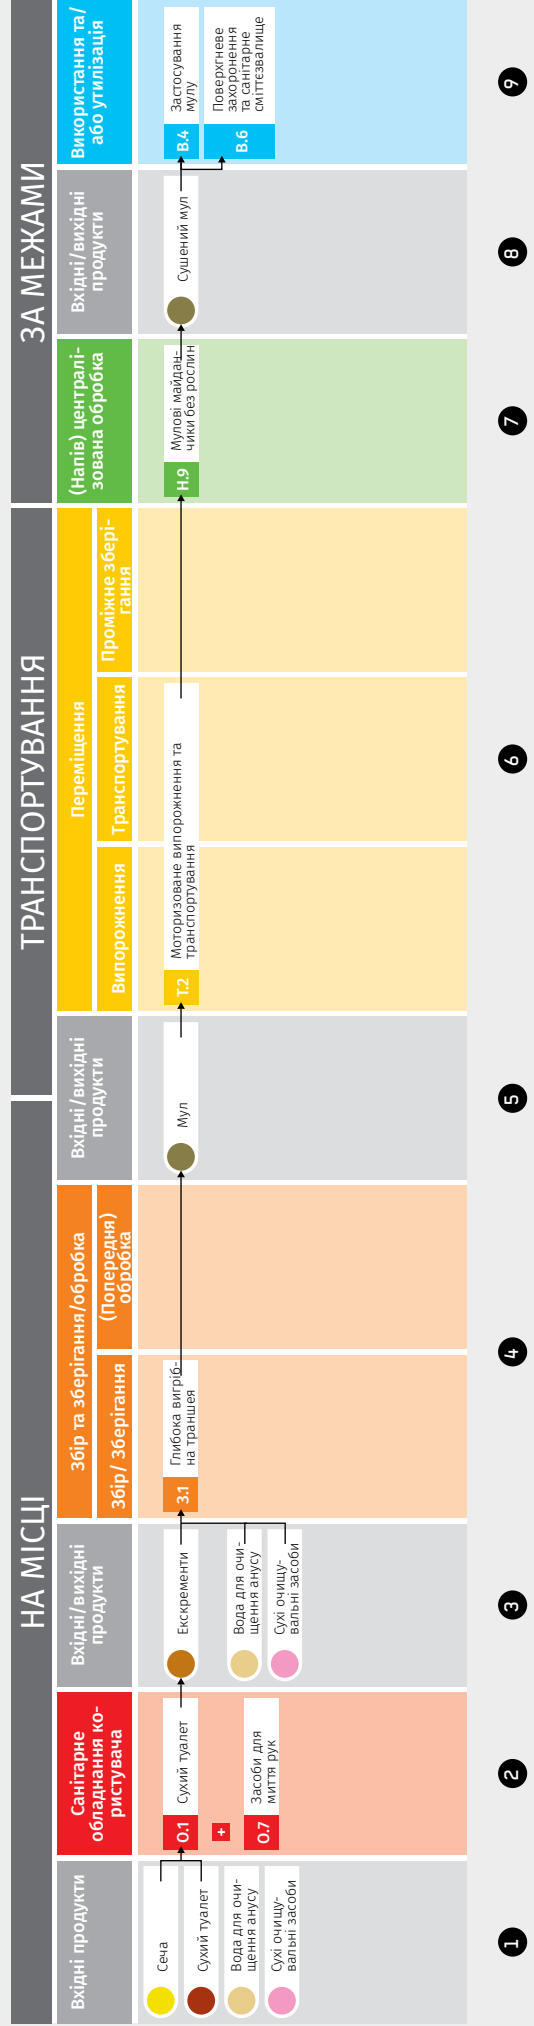 НА МІСЦІ
ТРАНСПОРТУВАННЯ
ЗА МЕЖАМИ
Вхідні продукти
Санітарне
обладнання ко-
ристувача
Вхідні/вихідні
продукти
Збір та зберігання/обробка
Збір/ Зберігання
(Попередня)
обробка
Вхідні/вихідні
продукти
Переміщення
Випорожнення
Транспортування
Проміжне збері-
гання
(Напів) централі-
зована обробка
Вхідні/вихідні
продукти
Використання та/
або утилізація
Сеча
Сухий туалет
Вода для очи-
щення анусу
Сухі очищу-
вальні засоби
О.1
Сухий туалет
+
О.7
Засоби для
миття рук
Екскременти
Вода для очи-
щення анусу
Сухі очищу-
вальні засоби
З.1
Глибока вигріб-
на траншея
Мул
Т.2
Моторизоване випорожнення та
транспортування
Н.9
Мулові майдан-
чики без рослин
Сушений мул
В.4
Застосування
мулу
В.6
Поверхгневе
захоронення
та санітарне
сміттєзвалище
1
2
3
4
5
6
7
8
9